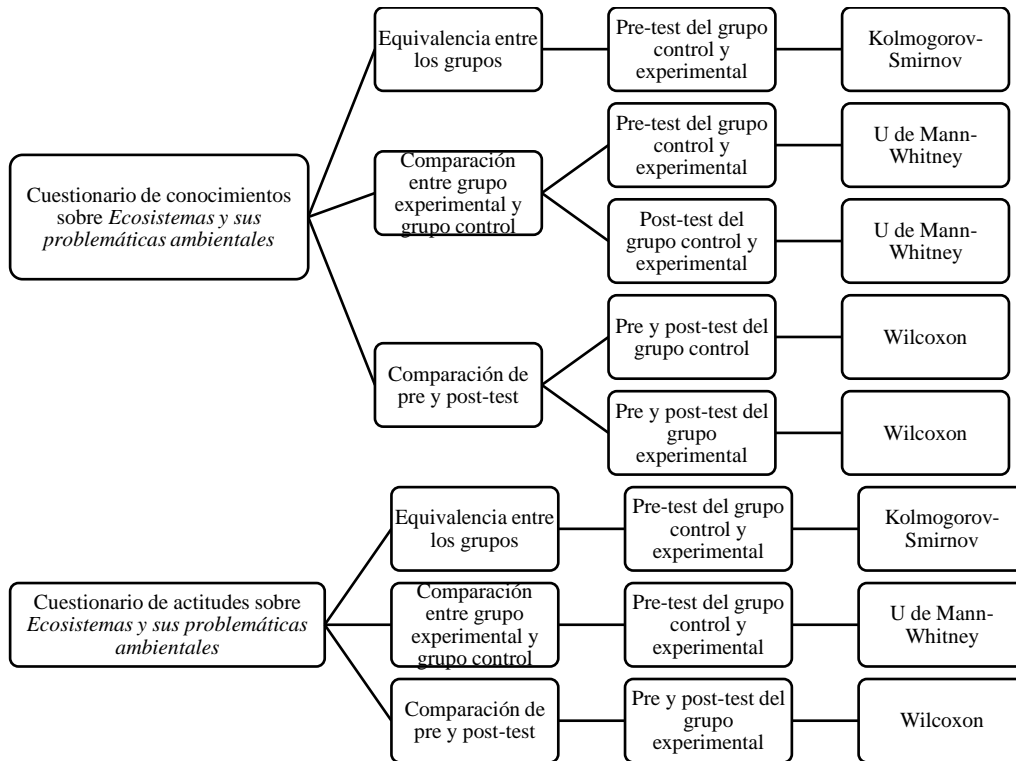 Cuestionario de conocimientos
sobre Ecosistemas y sus
problemáticas ambientales
Equivalencia entre
los grupos
Pre-test del grupo
control y
experimental
Kolmogorov-
Smirnov
Comparación
entre grupo
experimental y
grupo control
Pre-test del grupo
control y
experimental
U de Mann-
Whitney
Post-test del
grupo control y
experimental
U de Mann-
Whitney
Comparación de
pre y post-test
Pre y post-test del
grupo control
Wilcoxon
Pre y post-test del
grupo
experimental
Wilcoxon
Cuestionario de actitudes sobre
Ecosistemas y sus problemáticas
ambientales
Equivalencia entre
los grupos
Pre-test del grupo
control y
experimental
Kolmogorov-
Smirnov
Comparación
entre grupo
experimental y
grupo control
Pre-test del grupo
control y
experimental
U de Mann-
Whitney
Comparación de
pre y post-test
Pre y post-test del
grupo
experimental
Wilcoxon